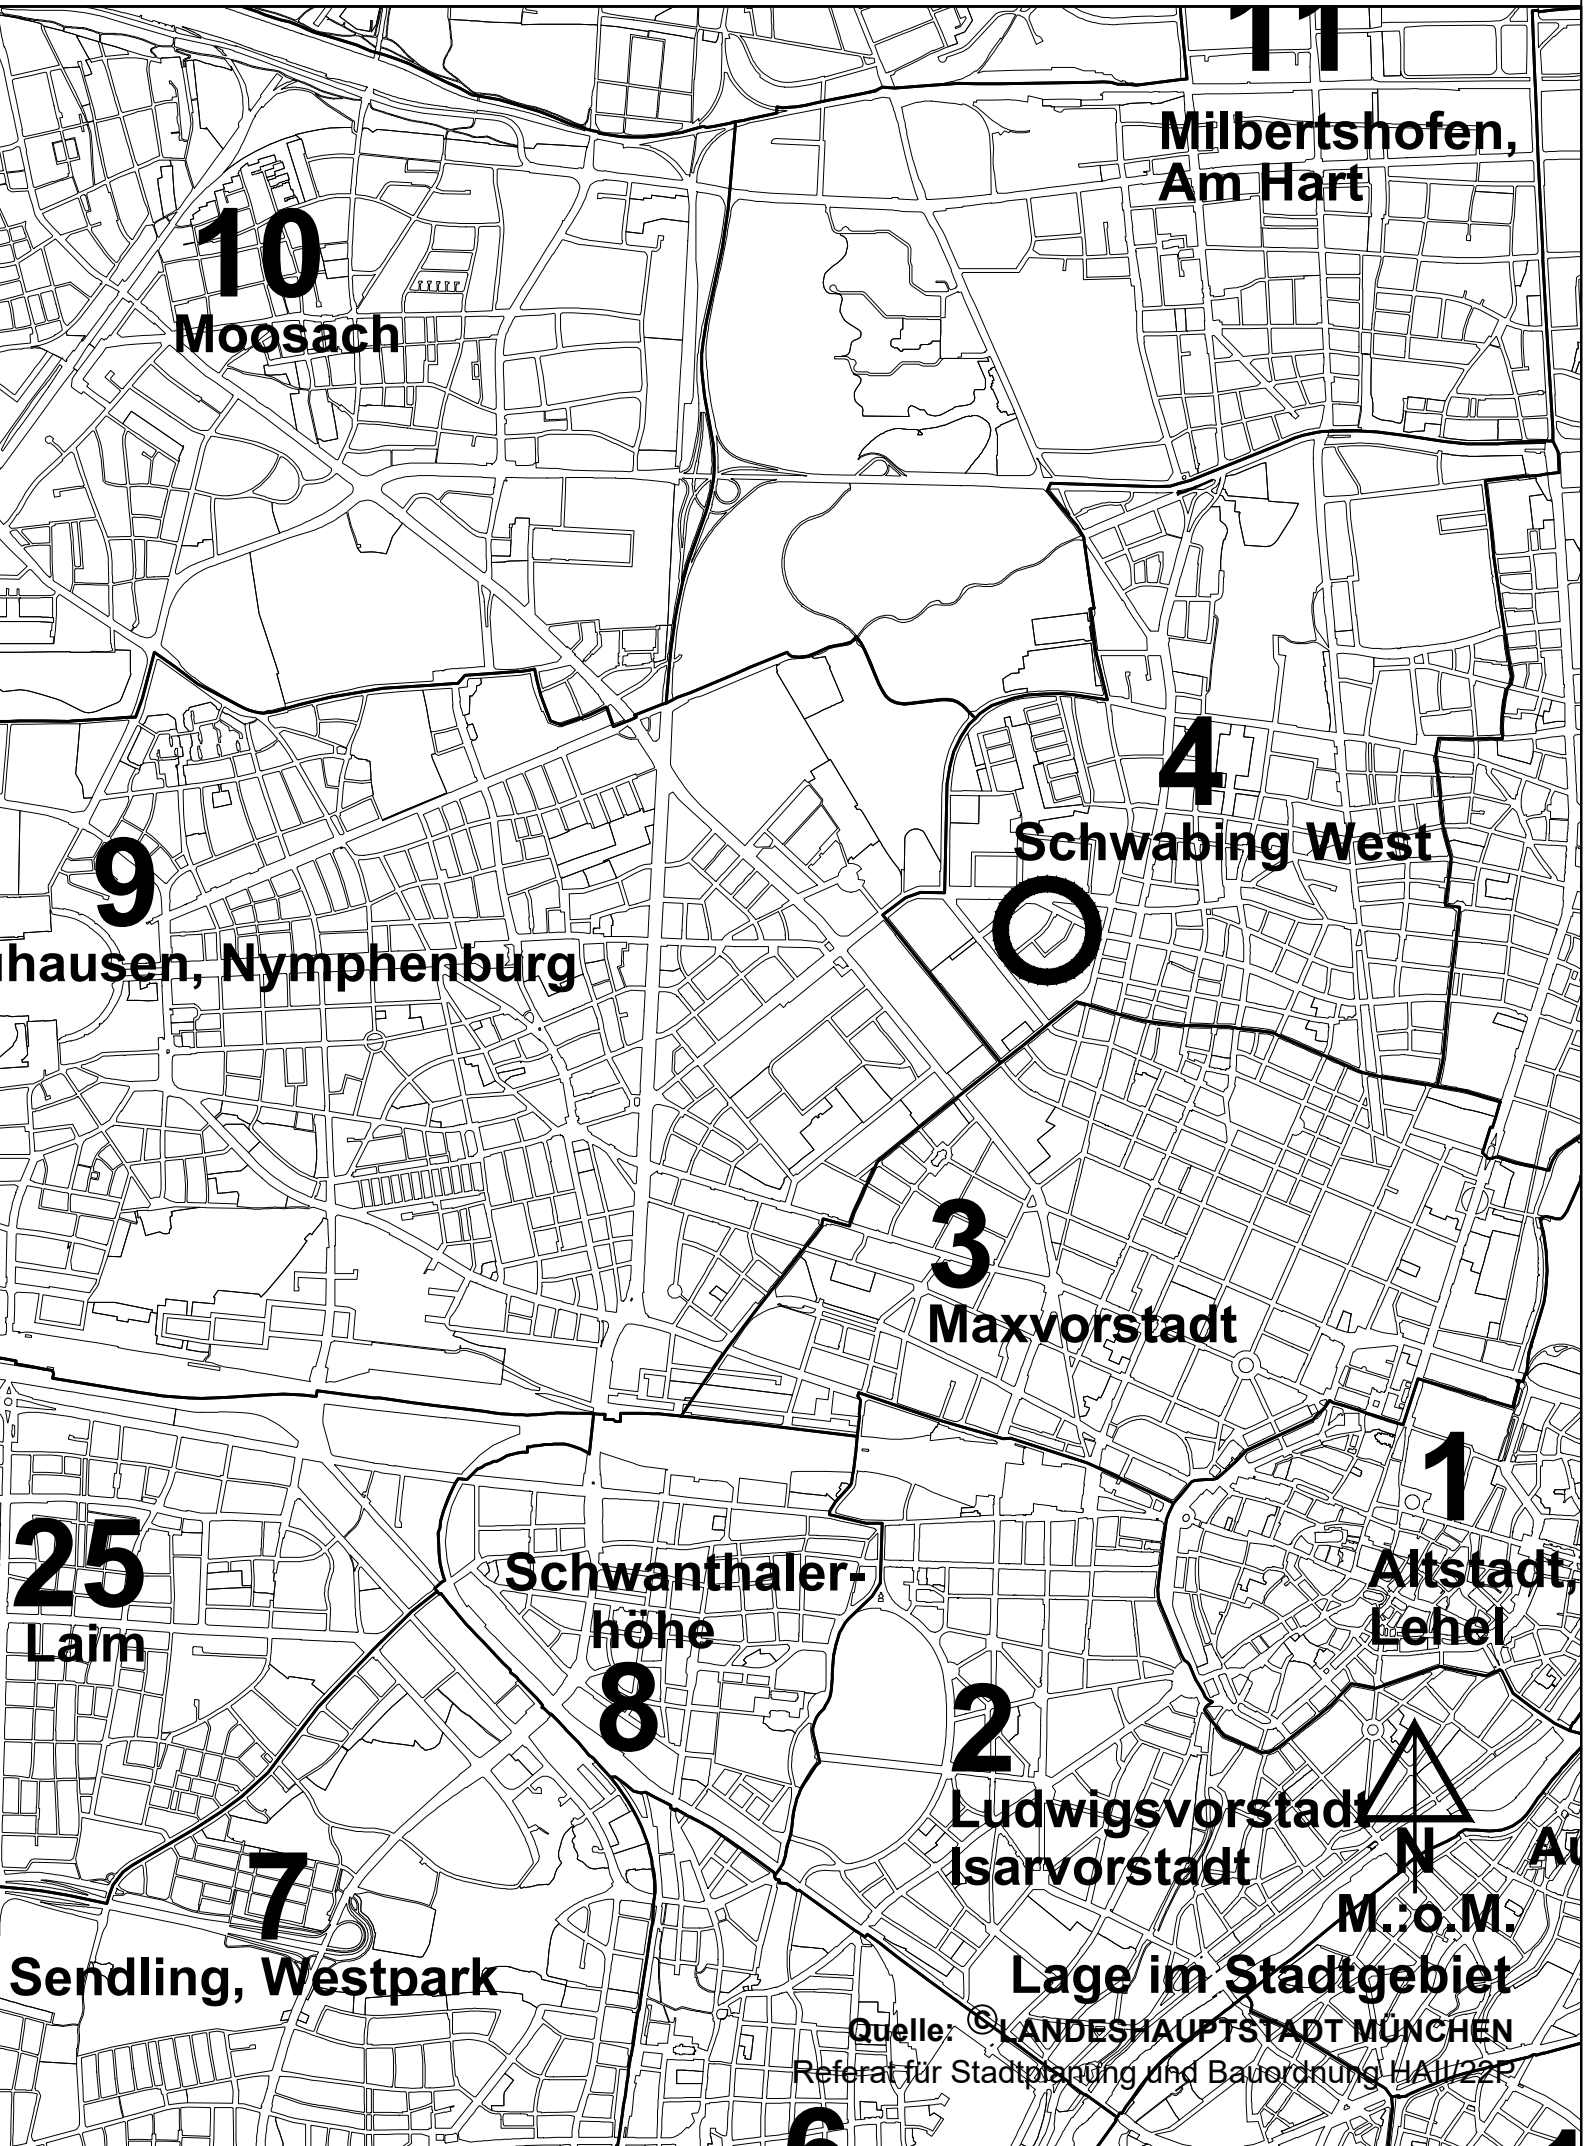 11
Milbertshofen,
Am Hart
10
Moosach
4
Schwabing West
9
hausen, Nymphenburg
3
Maxvorstadt
1
Altstadt,
Lehel
25
Laim
Schwanthaler-
höhe
8
2
Ludwigsvorstadt
Isarvorstadt
N
7
Sendling, Westpark
M.:o.M.
Lage im Stadtgebiet
Quelle: ©LANDESHAUPTSTADT MÜNCHEN
Referat für Stadtplanung und Bauordnung HAII/22P
6